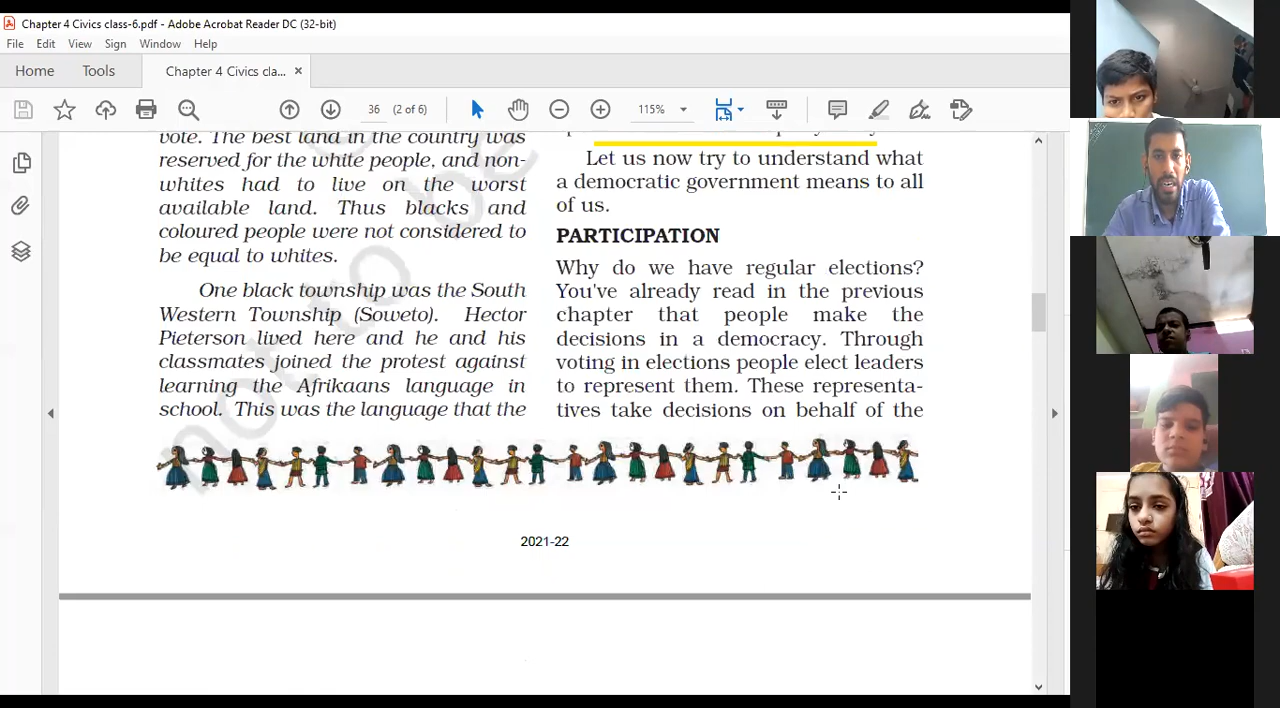 Chapter 4 Civics class-6.pdf - Adobe Acrobat Reader DC (32-bit)
File Edit View Sign Window Help
Home Tools Chapter 4 Civics cla... ×
36 (2 of 6) 115%
vote. The best land in the country was
reserved for the white people, and non-
whites had to live on the worst
available land. Thus blacks and
coloured people were not considered to
be equal to whites.
One black township was the South
Western Township (Soweto). Hector
Pieterson lived here and he and his
classmates joined the protest against
learning the Afrikaans language in
school. This was the language that the
Let us now try to understand what
a democratic government means to all
of us.
PARTICIPATION
Why do we have regular elections?
You've already read in the previous
chapter that people make the
decisions in a democracy. Through
voting in elections people elect leaders
to represent them. These representa-
tives take decisions on behalf of the
not to be
2021-22